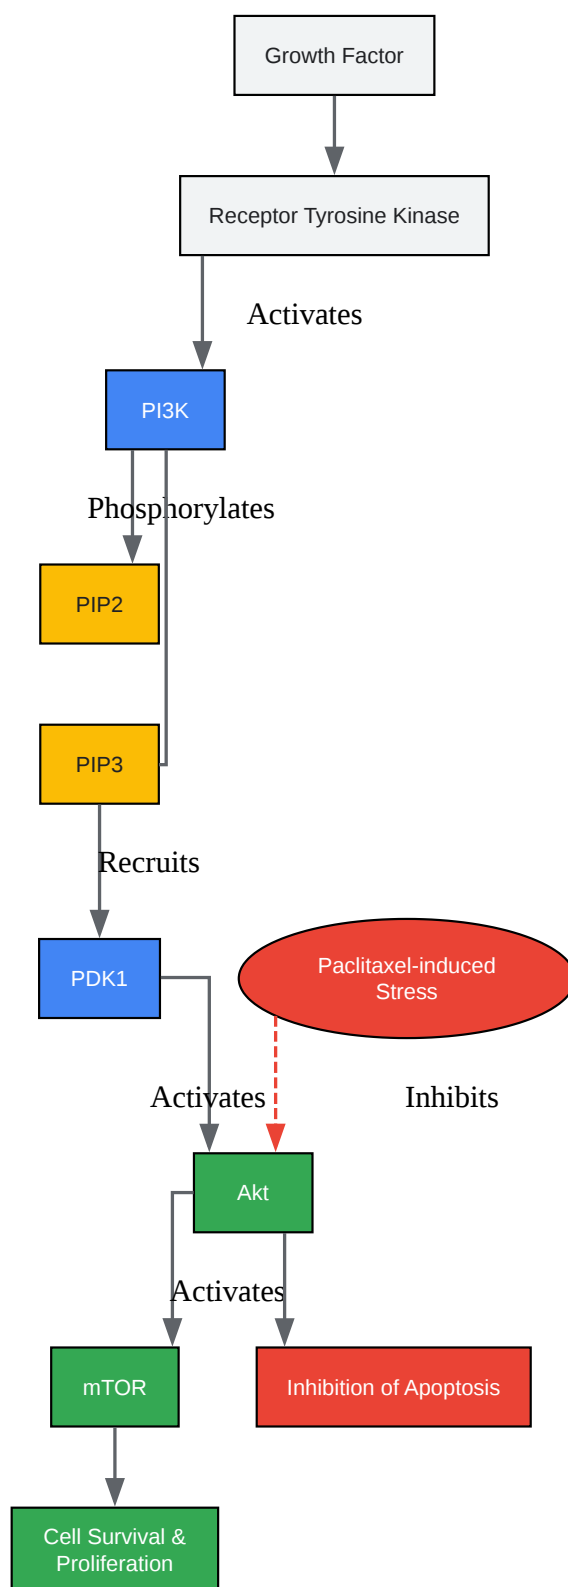 Growth Factor
Receptor Tyrosine Kinase
Activates
PI3K
Phosphorylates
PIP2
PIP3
Recruits
PDK1
Paclitaxel-induced
Stress
Activates
Inhibits
Akt
Activates
mTOR
Inhibition of Apoptosis
Cell Survival &
Proliferation